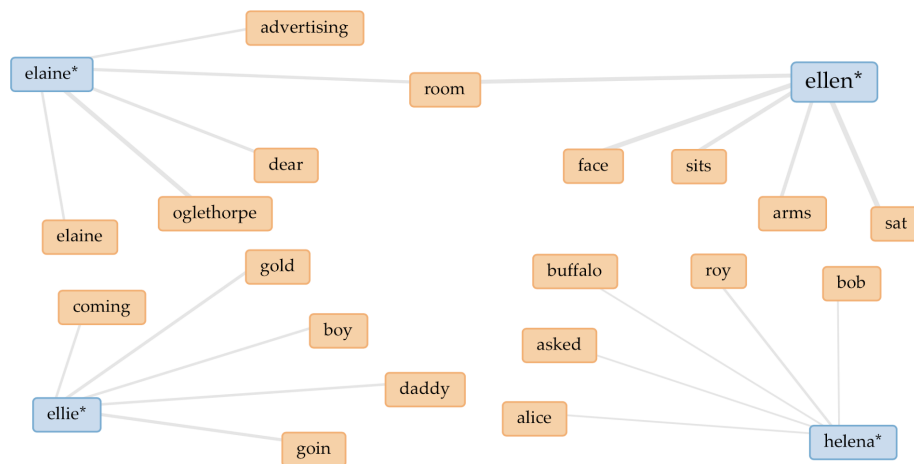 advertising
elaine*
room
ellen*
dear
face
sits
oglethorpe
arms
elaine
sat
gold
buffalo
roy
bob
coming
boy
asked
daddy
ellie*
alice
goin
helena*